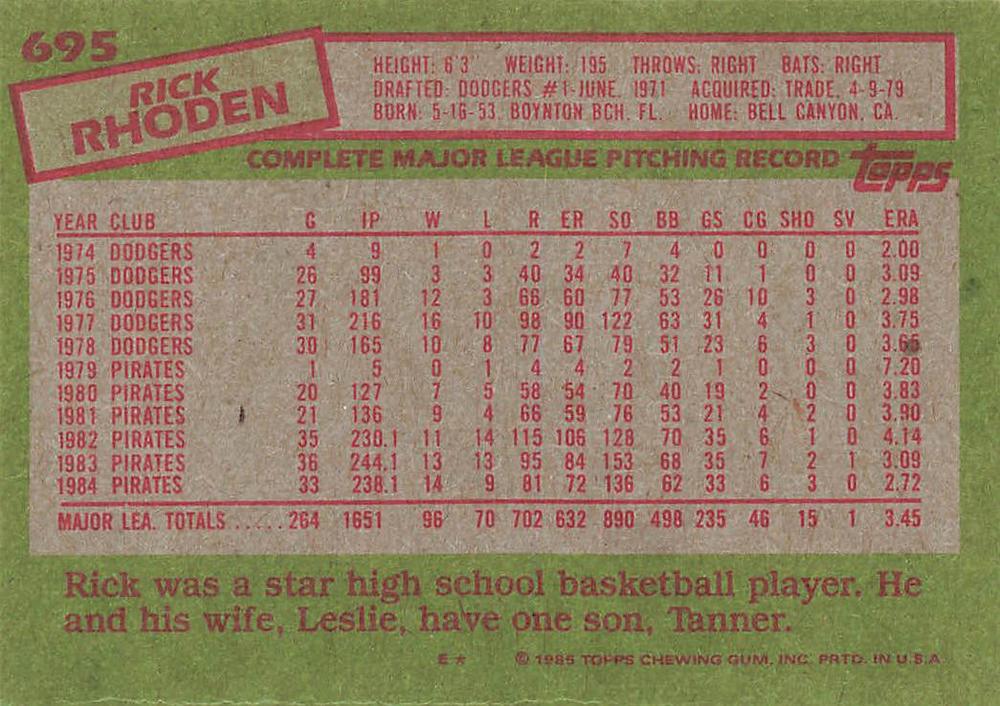 695
RICK
RHODEN
HEIGHT: 6'3" WEIGHT: 195 THROWS: RIGHT BATS: RIGHT
DRAFTED: DODGERS #1-JUNE, 1971 ACQUIRED: TRADE, 4-9-79
BORN: 5-16-53, BOYNTON BCH, FL. HOME: BELL CANYON, CA.
COMPLETE MAJOR LEAGUE PITCHING RECORD topps
YEAR CLUB G IP W L R ER SO BB GS CG SHO SV ERA
1974 DODGERS 4 9 1 0 2 2 7 4 0 0 0 0 2.00
1975 DODGERS 26 99 3 3 40 34 40 32 11 1 0 0 3.09
1976 DODGERS 27 181 12 3 66 60 77 53 26 10 3 0 2.98
1977 DODGERS 31 216 16 10 98 90 122 63 31 4 1 0 3.75
1978 DODGERS 30 165 10 8 77 67 79 51 23 6 3 0 3.65
1979 PIRATES 1 5 0 1 4 4 2 2 1 0 0 0 7.20
1980 PIRATES 20 127 7 5 58 54 70 40 19 2 0 0 3.83
1981 PIRATES 21 136 9 4 66 59 76 53 21 4 2 0 3.90
1982 PIRATES 35 230.1 11 14 115 106 128 70 35 6 1 0 4.14
1983 PIRATES 36 244.1 13 13 95 84 153 68 35 7 2 1 3.09
1984 PIRATES 33 238.1 14 9 81 72 136 62 33 6 3 0 2.72
MAJOR LEA. TOTALS ..... 264 1651 96 70 702 632 890 498 235 46 15 1 3.45
Rick was a star high school basketball player. He
and his wife, Leslie, have one son, Tanner.
E* © 1985 TOPPS CHEWING GUM, INC. PRTD. IN U.S.A.